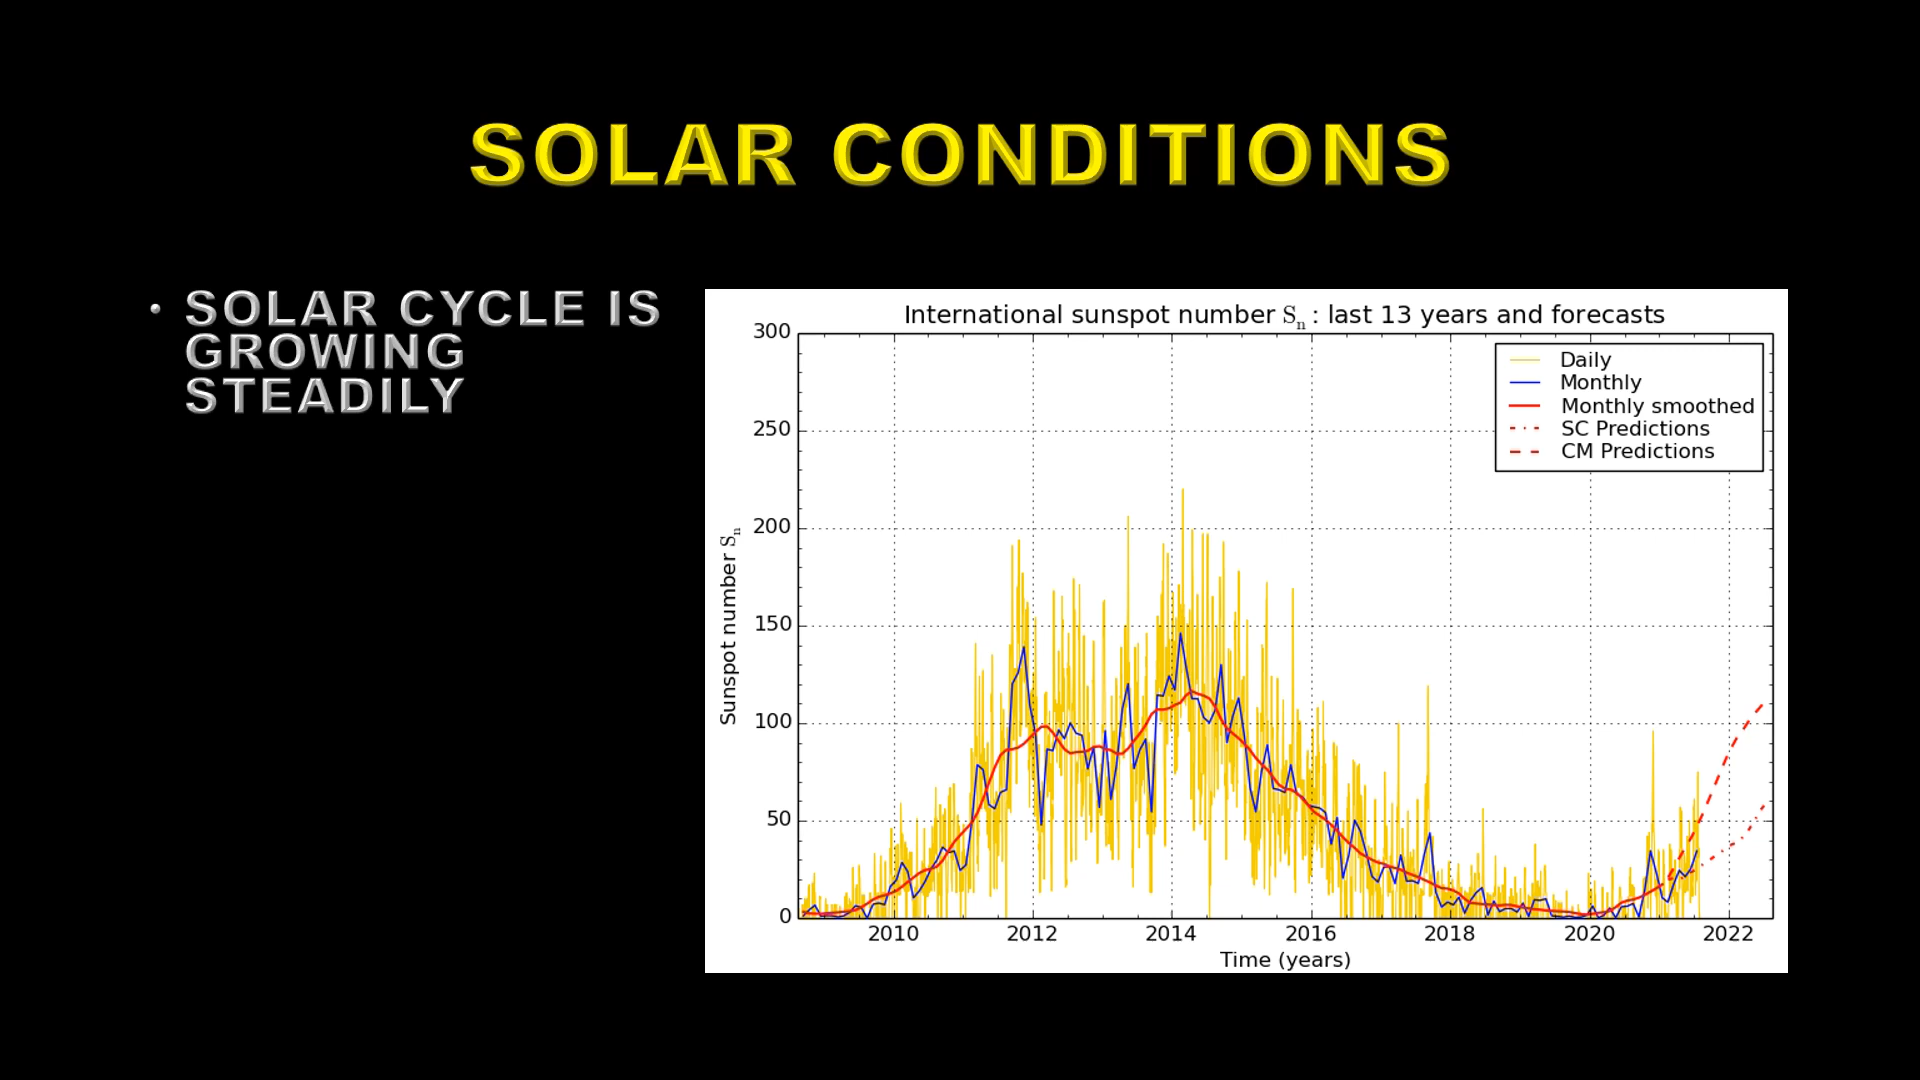 SOLAR CONDITIONS
• SOLAR CYCLE IS
GROWING
STEADILY
International sunspot number Sn : last 13 years and forecasts
Daily
Monthly
Monthly smoothed
SC Predictions
CM Predictions
Sunspot number Sn
300
250
200
150
100
50
0
2010 2012 2014 2016 2018 2020 2022
Time (years)